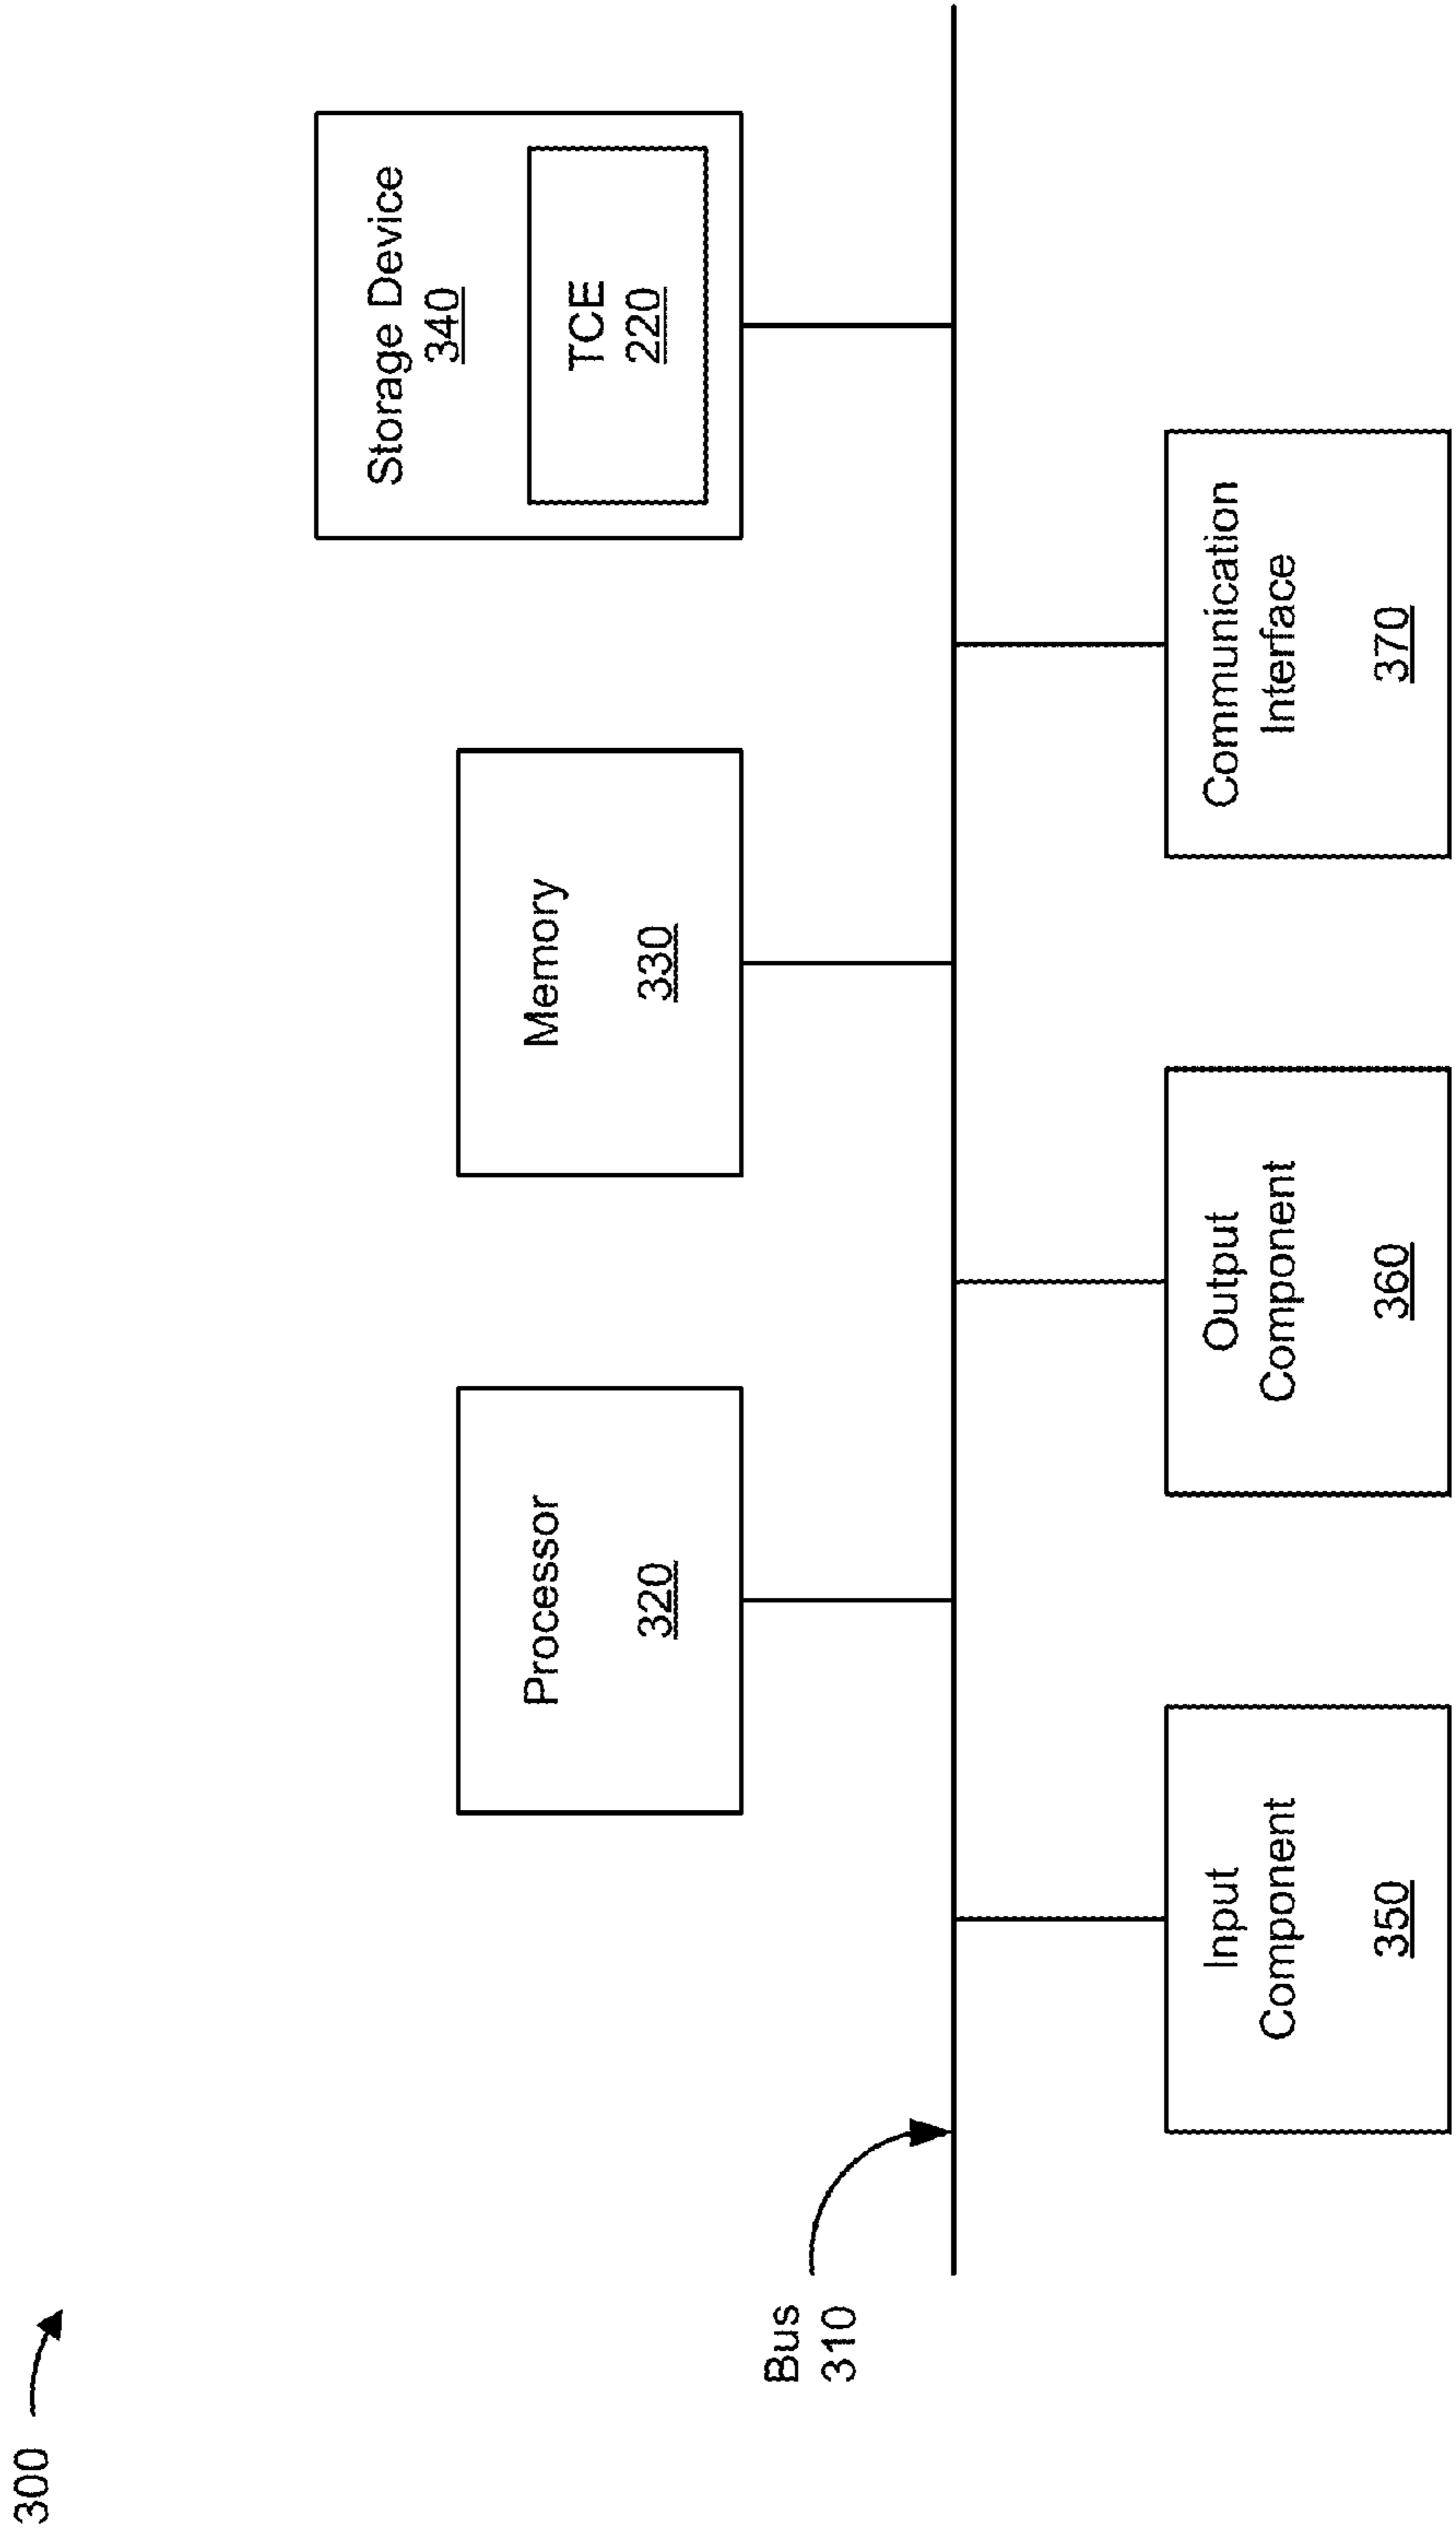 300
Storage Device
340
TCE
220
Memory
330
Processor
320
Bus
310
Input
Component
350
Output
Component
360
Communication
Interface
370